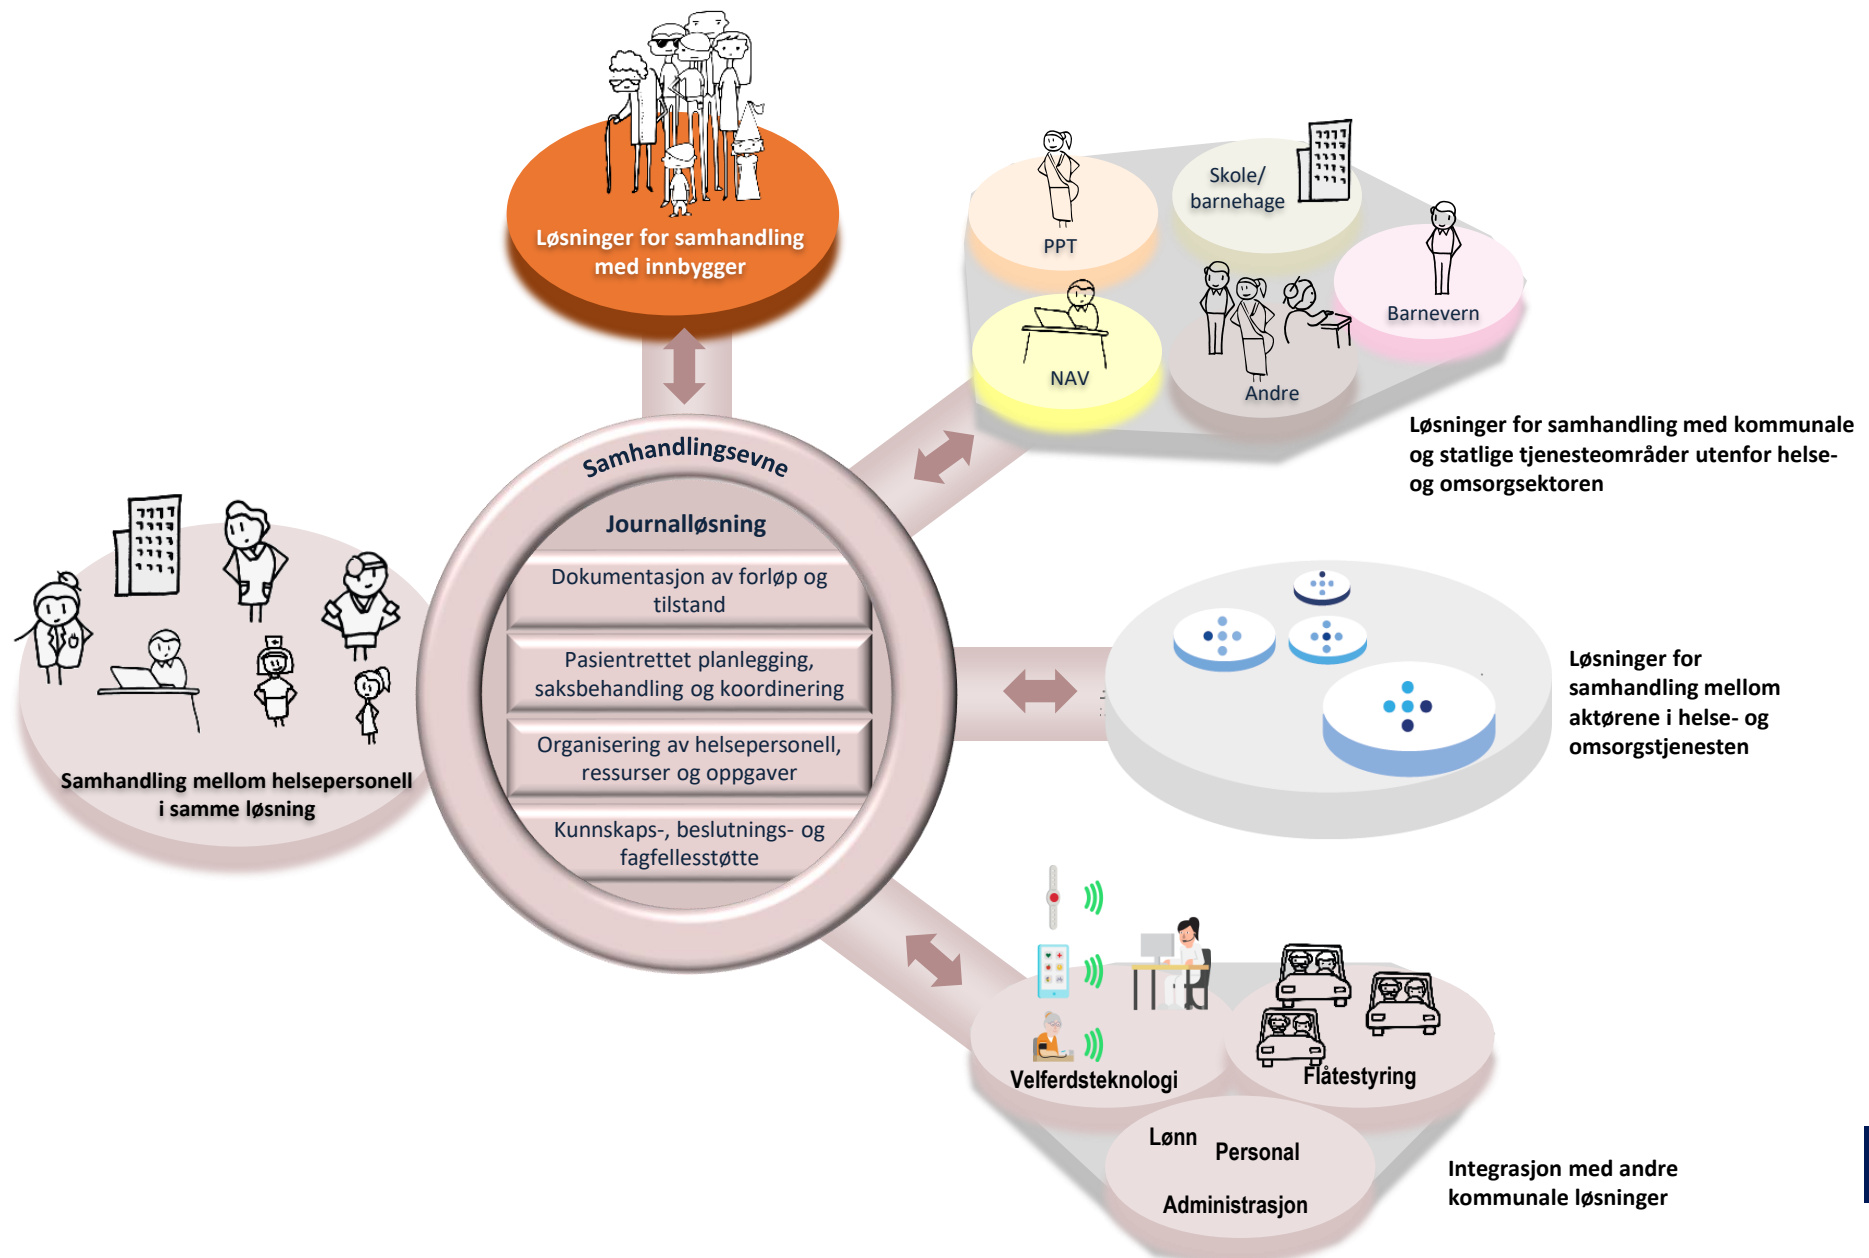 Løsninger for samhandling
med innbygger
PPT
Skole/
barnehage
Barnevern
NAV
Andre
Løsninger for samhandling med kommunale
og statlige tjenesteområder utenfor helse-
og omsorgsektoren
Samhandlingsevne
Journalløsning
Dokumentasjon av forløp og
tilstand
Pasientrettet planlegging,
saksbehandling og koordinering
Organisering av helsepersonell,
ressurser og oppgaver
Kunnskaps-, beslutnings- og
fagfellesstøtte
Samhandling mellom helsepersonell
i samme løsning
Løsninger for
samhandling mellom
aktørene i helse- og
omsorgstjenesten
Velferdsteknologi
Flåtestyring
Lønn
Personal
Administrasjon
Integrasjon med andre
kommunale løsninger